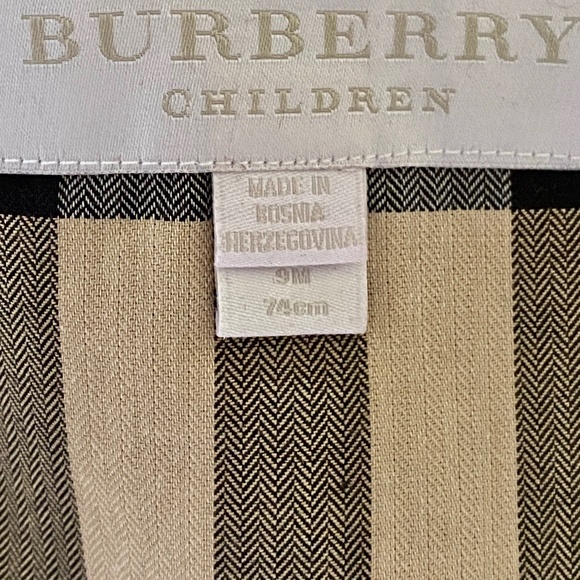 BURBERRY
CHILDREN
MADE IN
BOSNIA
HERZEGOVINA
9M
74cm